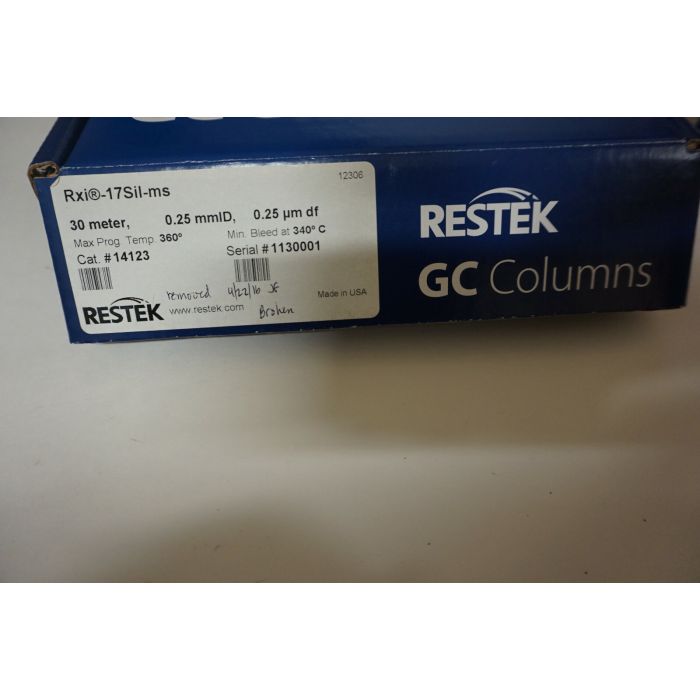 Rxi®-17Sil-ms
12306
30 meter, 0.25 mmID, 0.25 µm df
Max Prog. Temp. 360° Min. Bleed at 340° C
Cat. #14123 Serial #1130001
removed 4/22/16 JF
Made in USA
RESTEK www.restek.com Broken
RESTEK
GC Columns